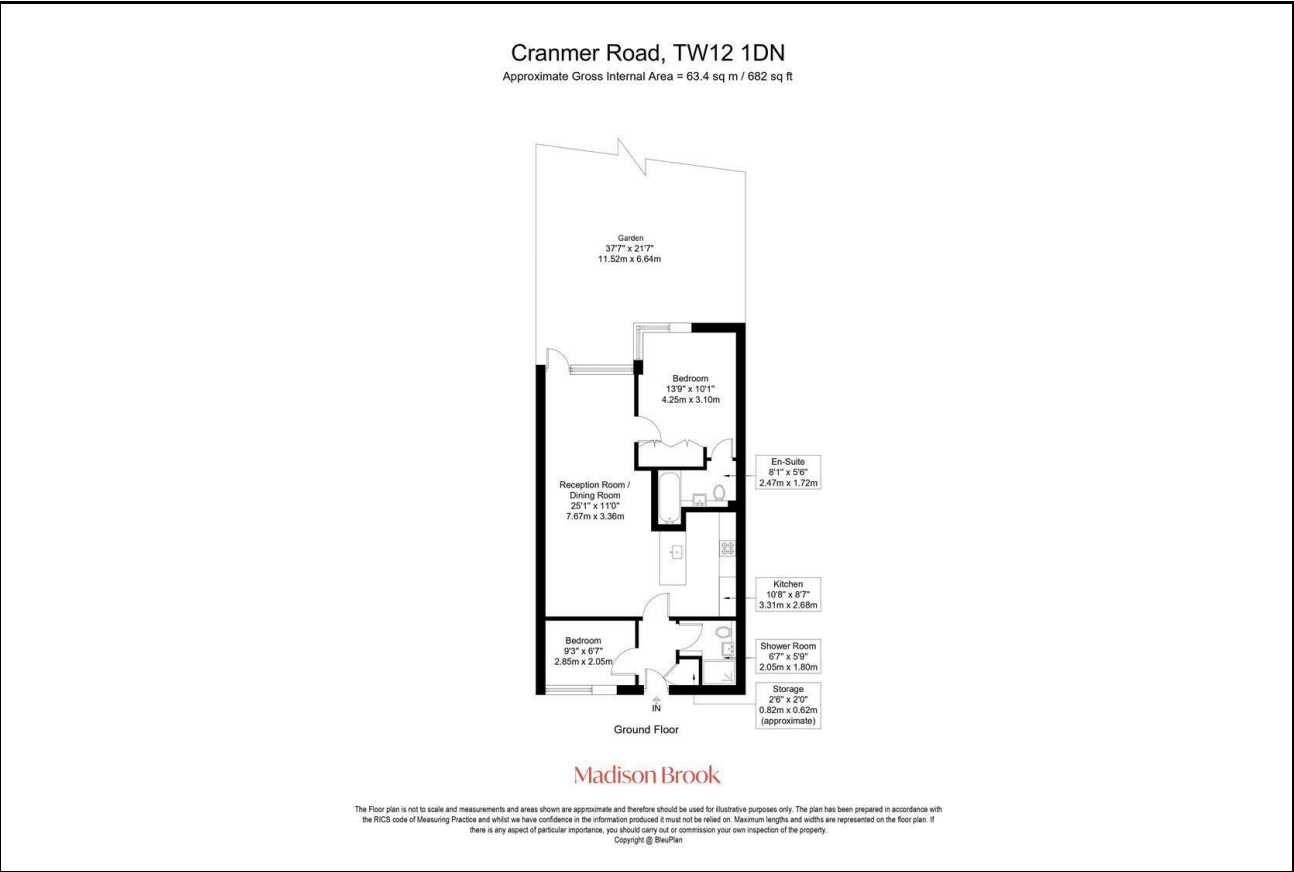 Cranmer Road, TW12 1DN
Approximate Gross Internal Area = 63.4 sq m / 682 sq ft
Garden
37'7" x 21'7"
11.52m x 6.64m
Bedroom
13'9" x 10'1"
4.25m x 3.10m
En-Suite
8'1" x 5'6"
2.47m x 1.72m
Reception Room /
Dining Room
25'1" x 11'0"
7.67m x 3.36m
Kitchen
10'8" x 8'7"
3.31m x 2.68m
Bedroom
9'3" x 6'7"
2.85m x 2.05m
Shower Room
6'7" x 5'9"
2.05m x 1.80m
Storage
2'6" x 2'0"
0.82m x 0.62m
(approximate)
IN
Ground Floor
Madison Brook
The Floor plan is not to scale and measurements and areas shown are approximate and therefore should be used for illustrative purposes only. The plan has been prepared in accordance with
the RICS code of Measuring Practice and whilst we have confidence in the information produced it must not be relied on. Maximum lengths and widths are represented on the floor plan. If
there is any aspect of particular importance, you should carry out or commission your own inspection of the property.
Copyright @ BleuPlan